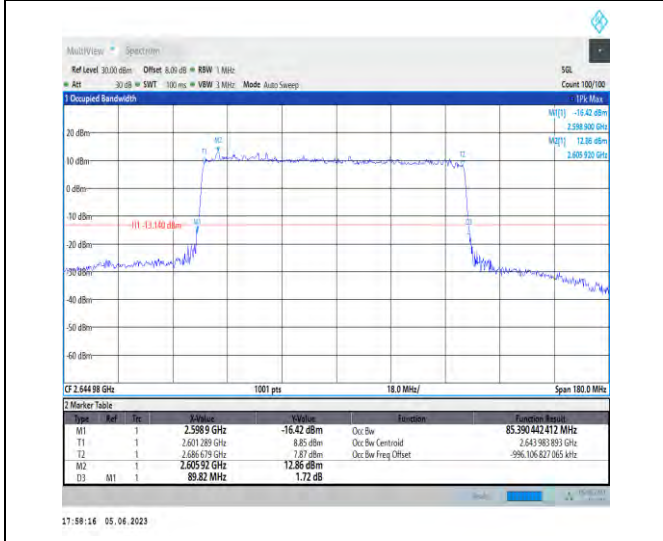 MultiView Spectrum
Ref Level 30.00 dBm Offset 8.09 dB RBW 1 MHz SGL
Att 30 dB SWT 100 ms VBW 3 MHz Mode Auto Sweep Count 100/100
1 Occupied Bandwidth 1Pk Max
M1[1] -16.42 dBm
2.598 900 GHz
M2[1] 12.86 dBm
2.605 920 GHz
20 dBm
M2
T1 T2
10 dBm
0 dBm
-10 dBm
H1 -13.140 dBm M1 D3
-20 dBm
-30 dBm
-40 dBm
-50 dBm
-60 dBm
CF 2.644 98 GHz 1001 pts 18.0 MHz/ Span 180.0 MHz
2 Marker Table
Type Ref Trc X-Value Y-Value Function Function Result
M1 1 2.5989 GHz -16.42 dBm Occ Bw 85.390 442 412 MHz
T1 1 2.601 289 GHz 8.85 dBm Occ Bw Centroid 2.643 983 893 GHz
T2 1 2.686 679 GHz 7.87 dBm Occ Bw Freq Offset -996.106 827 065 kHz
M2 1 2.60592 GHz 12.86 dBm
D3 M1 1 89.82 MHz 1.72 dB
17:58:16 05.06.2023